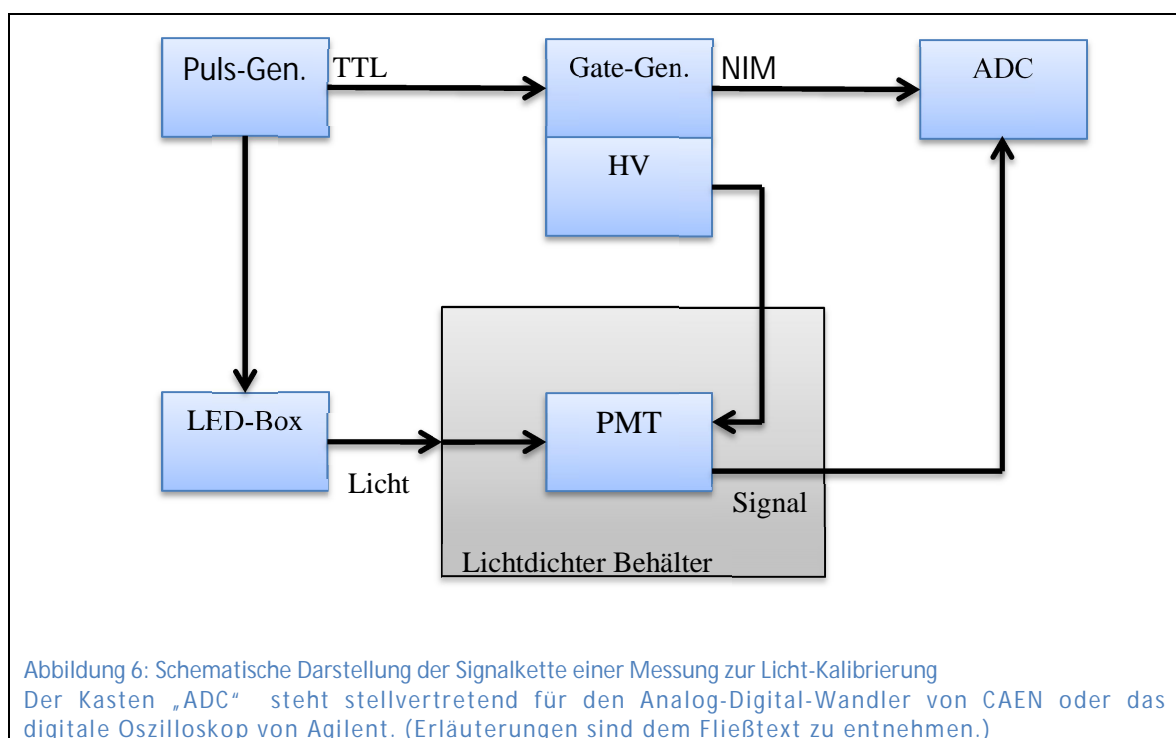 Puls-Gen.
TTL
Gate-Gen.
NIM
ADC
HV
LED-Box
Licht
PMT
Signal
Lichtdichter Behälter
Abbildung 6: Schematische Darstellung der Signalkette einer Messung zur Licht-Kalibrierung
Der Kasten „ADC“ steht stellvertretend für den Analog-Digital-Wandler von CAEN oder das
digitale Oszilloskop von Agilent. (Erläuterungen sind dem Fließtext zu entnehmen.)